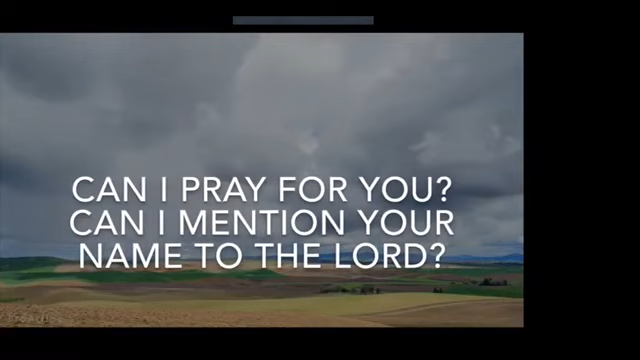 CAN I PRAY FOR YOU?
CAN I MENTION YOUR
NAME TO THE LORD?